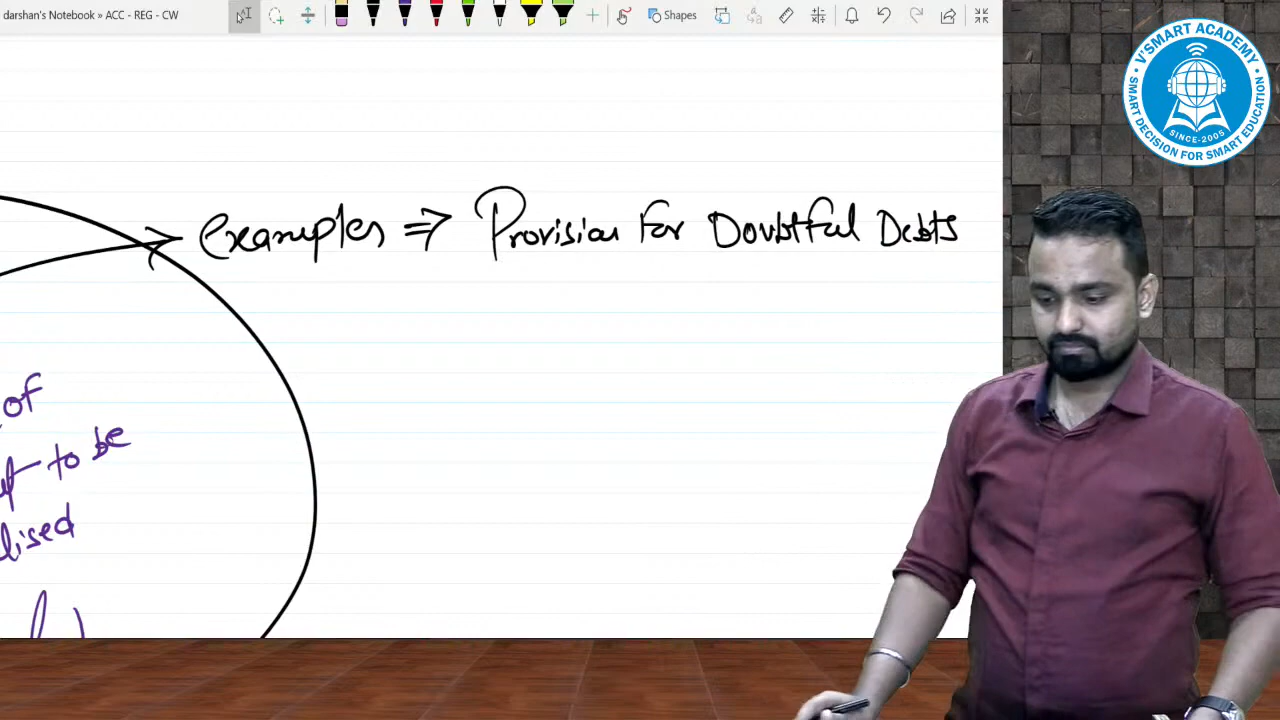 darshan's Notebook » ACC - REG - CW
Shapes
V'SMART ACADEMY
SINCE-2005
SMART DECISION FOR SMART EDUCATION
examples ⇒ Provision For Doubtful Debts
of
to be